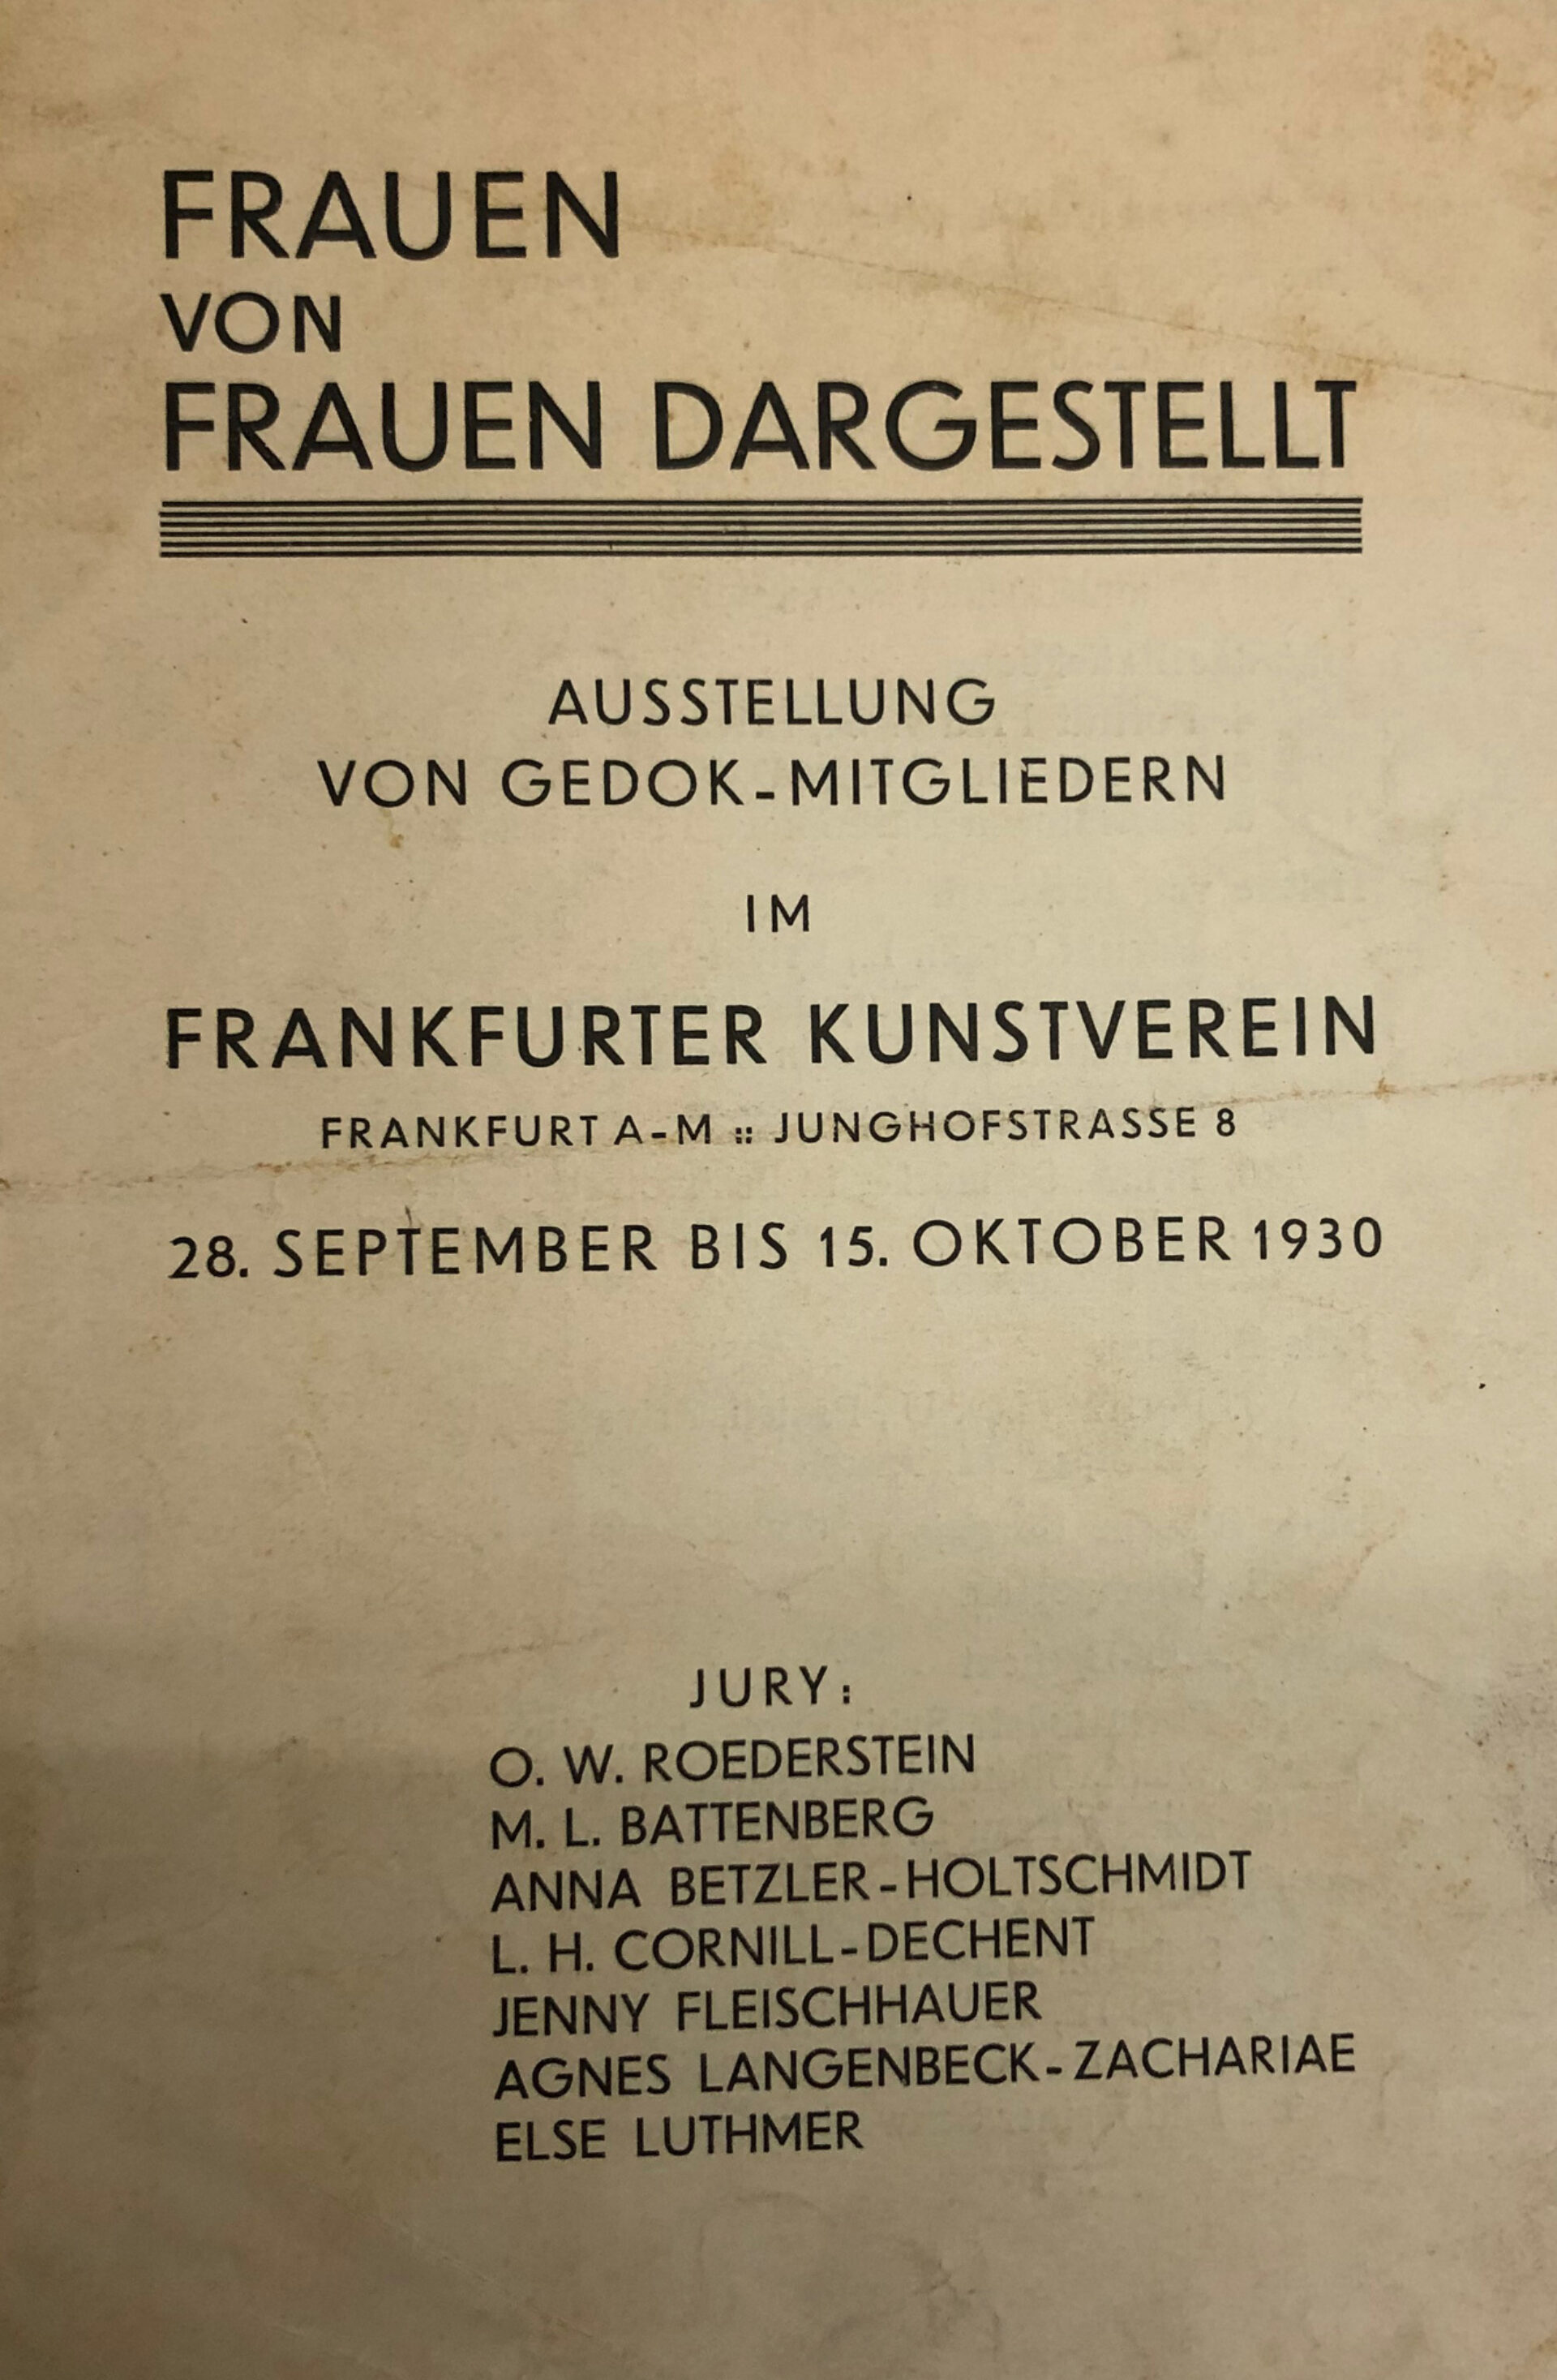 FRAUEN
VON
FRAUEN DARGESTELLT
AUSSTELLUNG
VON GEDOK-MITGLIEDERN
IM
FRANKFURTER KUNSTVEREIN
FRANKFURT A-M :: JUNGHOFSTRASSE 8
28. SEPTEMBER BIS 15. OKTOBER 1930
JURY:
O. W. ROEDERSTEIN
M. L. BATTENBERG
ANNA BETZLER-HOLTSCHMIDT
L. H. CORNILL-DECHENT
JENNY FLEISCHHAUER
AGNES LANGENBECK-ZACHARIAE
ELSE LUTHMER